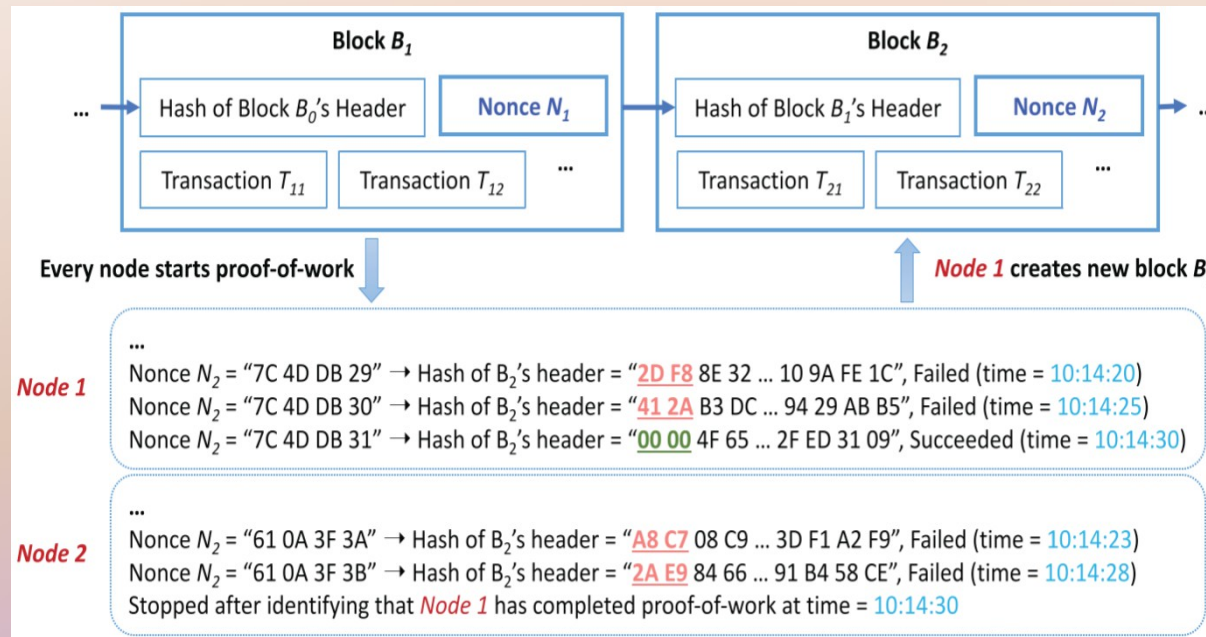 Block B₁
Block B₂
... Hash of Block B₀'s Header Nonce N₁ Hash of Block B₁'s Header Nonce N₂ ..
Transaction T₁₁ Transaction T₁₂ ... Transaction T₂₁ Transaction T₂₂ ...
Every node starts proof-of-work
Node 1 creates new block B
Node 1
...
Nonce N₂ = “7C 4D DB 29” → Hash of B₂'s header = “2D F8 8E 32 ... 10 9A FE 1C”, Failed (time = 10:14:20)
Nonce N₂ = “7C 4D DB 30” → Hash of B₂'s header = “41 2A B3 DC ... 94 29 AB B5”, Failed (time = 10:14:25)
Nonce N₂ = “7C 4D DB 31” → Hash of B₂'s header = “00 00 4F 65 ... 2F ED 31 09”, Succeeded (time = 10:14:30)
Node 2
...
Nonce N₂ = “61 0A 3F 3A” → Hash of B₂'s header = “A8 C7 08 C9 ... 3D F1 A2 F9”, Failed (time = 10:14:23)
Nonce N₂ = “61 0A 3F 3B” → Hash of B₂'s header = “2A E9 84 66 ... 91 B4 58 CE”, Failed (time = 10:14:28)
Stopped after identifying that Node 1 has completed proof-of-work at time = 10:14:30